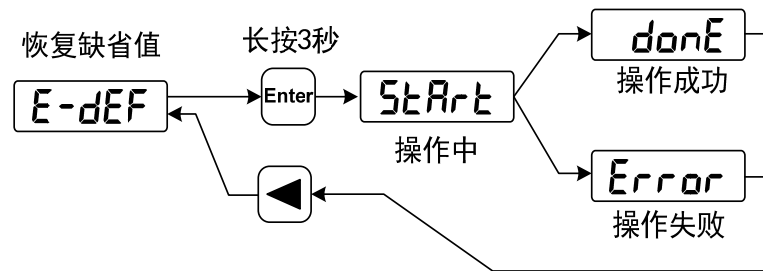 恢复缺省值
E-dEF
长按3秒
Enter
StArt
操作中
donE
操作成功
Error
操作失败